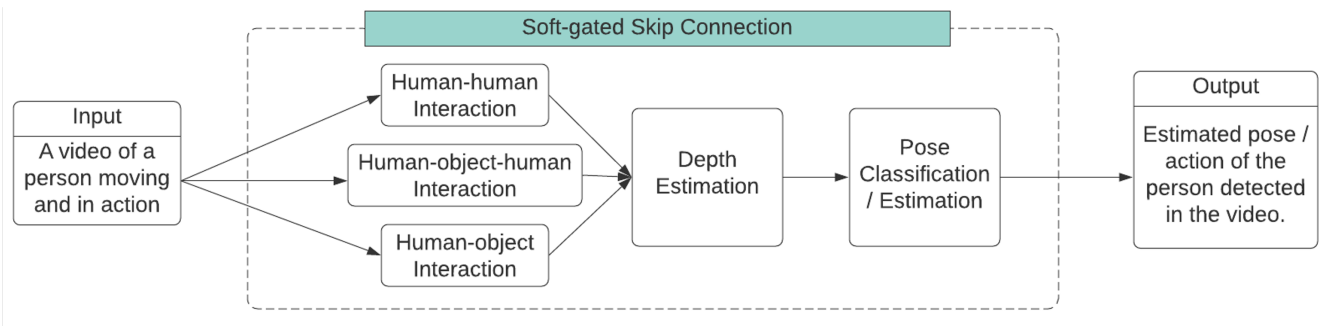 Soft-gated Skip Connection
Input
A video of a
person moving
and in action
Human-human
Interaction
Human-object-human
Interaction
Human-object
Interaction
Depth
Estimation
Pose
Classification
/ Estimation
Output
Estimated pose /
action of the
person detected
in the video.